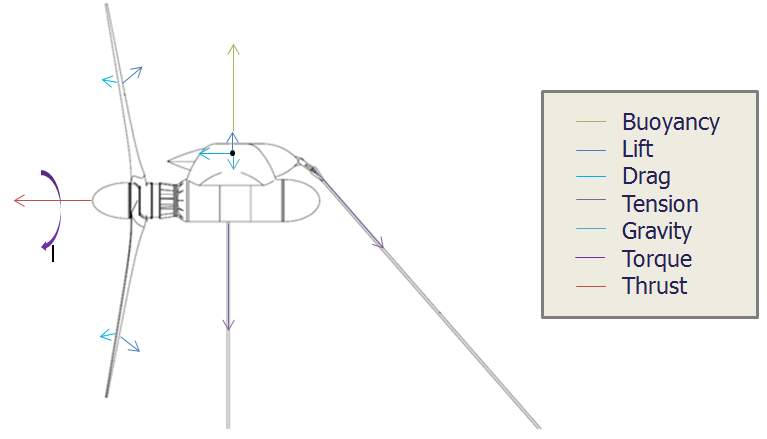 Buoyancy
Lift
Drag
Tension
Gravity
Torque
Thrust